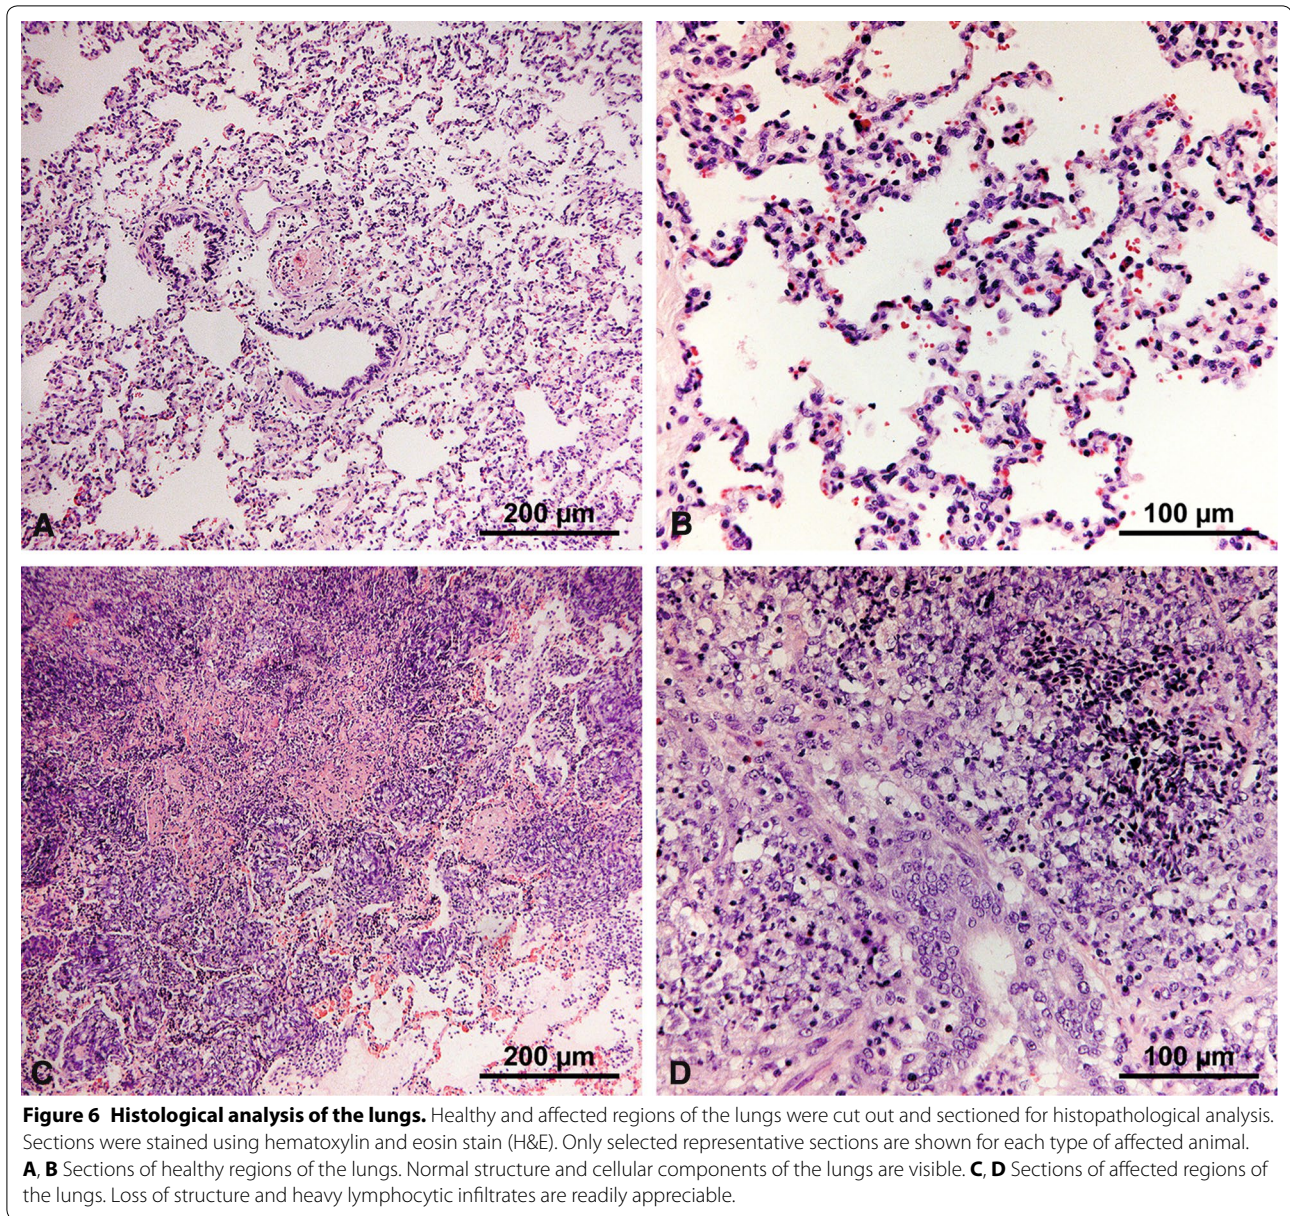 A
200 µm
B
100 µm
C
200 µm
D
100 µm
Figure 6 Histological analysis of the lungs. Healthy and affected regions of the lungs were cut out and sectioned for histopathological analysis.
Sections were stained using hematoxylin and eosin stain (H&E). Only selected representative sections are shown for each type of affected animal.
A, B Sections of healthy regions of the lungs. Normal structure and cellular components of the lungs are visible. C, D Sections of affected regions of
the lungs. Loss of structure and heavy lymphocytic infiltrates are readily appreciable.